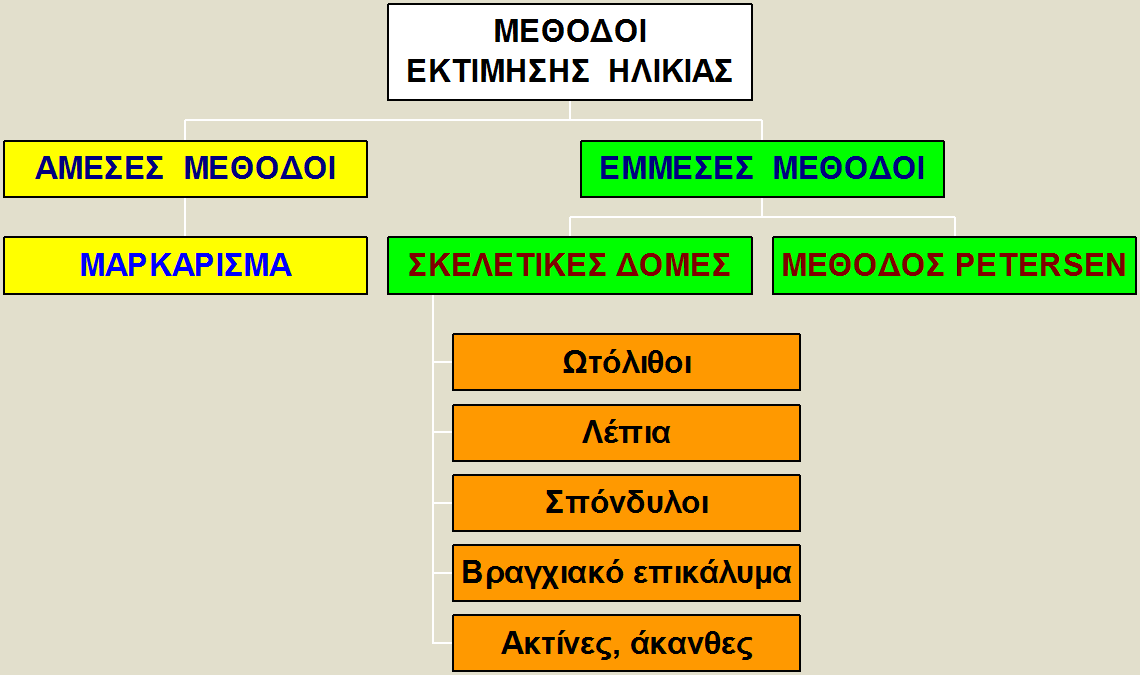 ΜΕΘΟΔΟΙ
ΕΚΤΙΜΗΣΗΣ ΗΛΙΚΙΑΣ
ΑΜΕΣΕΣ ΜΕΘΟΔΟΙ
ΕΜΜΕΣΕΣ ΜΕΘΟΔΟΙ
ΜΑΡΚΑΡΙΣΜΑ
ΣΚΕΛΕΤΙΚΕΣ ΔΟΜΕΣ
ΜΕΘΟΔΟΣ PETERSEN
Ωτόλιθοι
Λέπια
Σπόνδυλοι
Βραγχιακό επικάλυμα
Ακτίνες, άκανθες